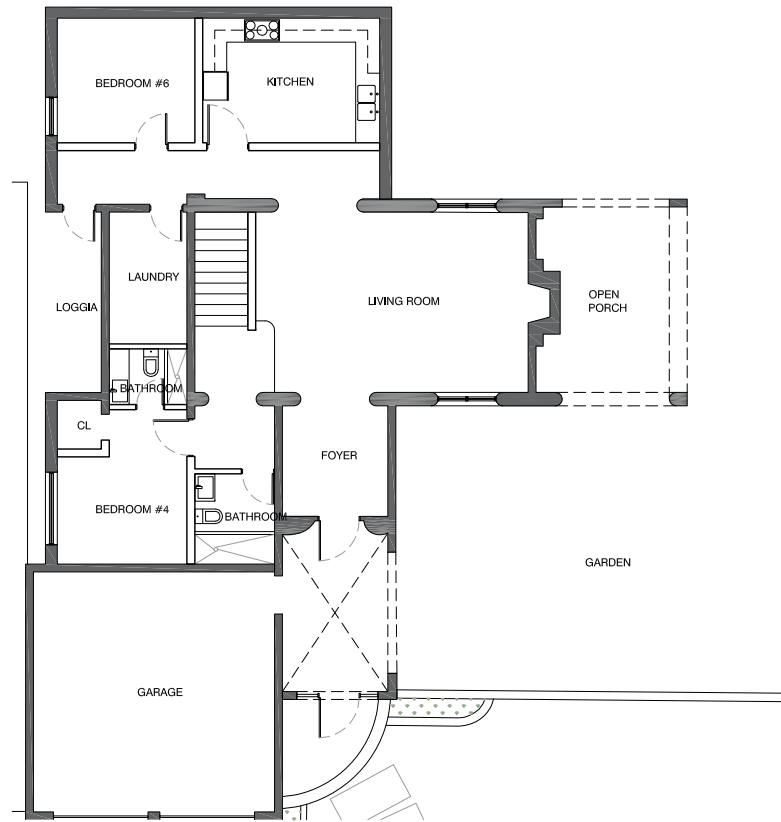 BEDROOM #6
KITCHEN
LAUNDRY
LOGGIA
LIVING ROOM
OPEN
PORCH
BATHROOM
CL
FOYER
BEDROOM #4
BATHROOM
GARDEN
GARAGE